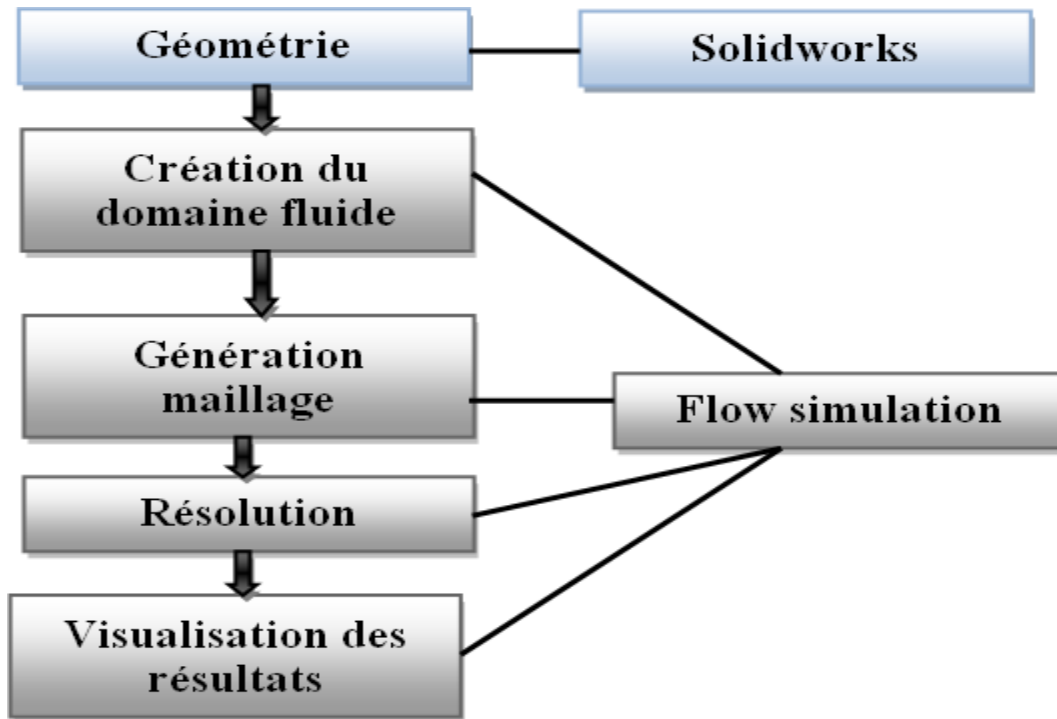 Géométrie
Solidworks
Création du
domaine fluide
Génération
maillage
Flow simulation
Résolution
Visualisation des
résultats